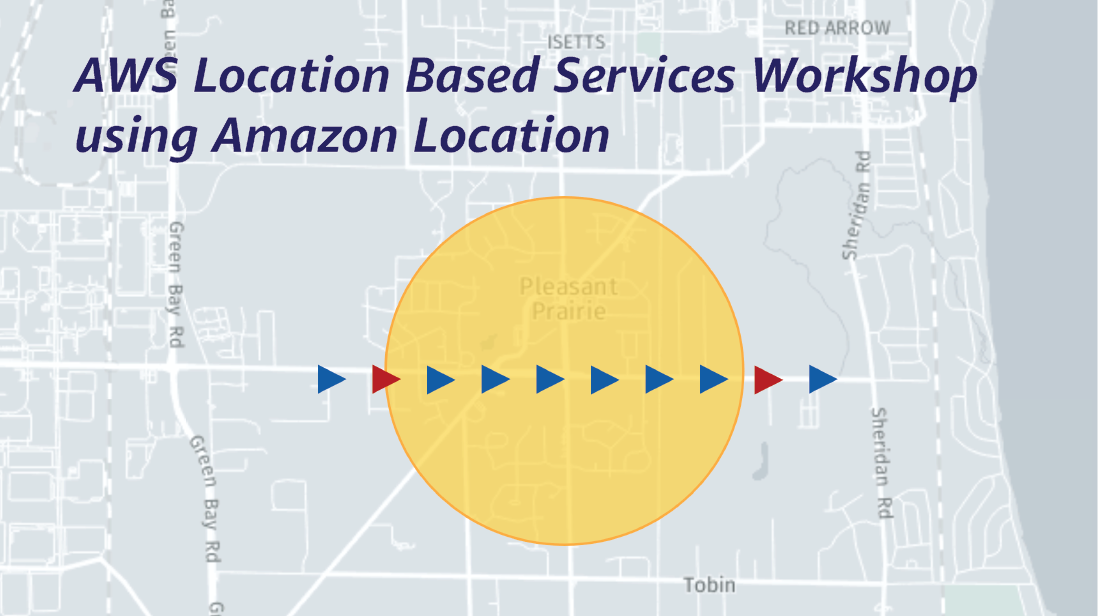 AWS Location Based Services Workshop
using Amazon Location
ISETTS
RED ARROW
Green Bay Rd
Sheridan Rd
Pleasant
Prairie
Green Bay Rd
Sheridan Rd
Tobin